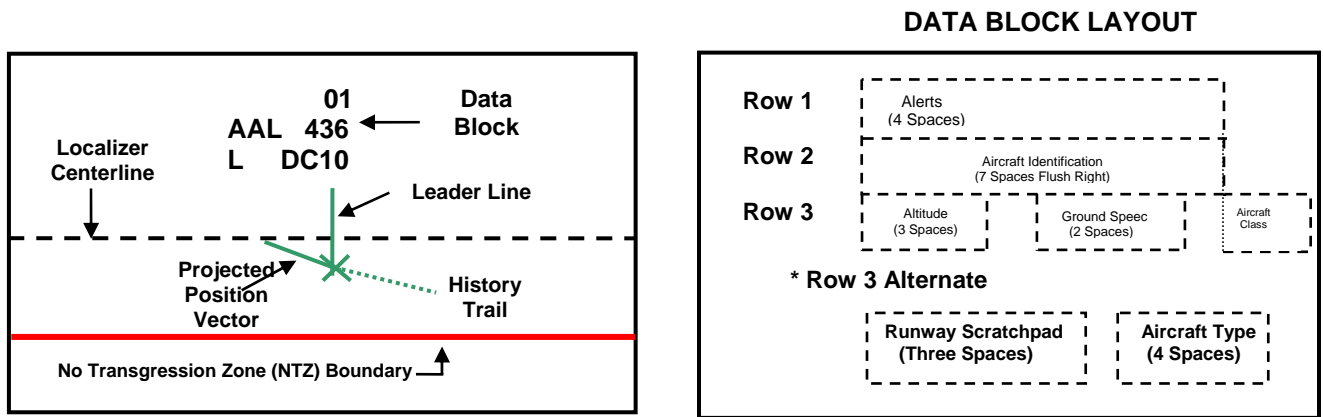 DATA BLOCK LAYOUT
01
AAL 436
L DC10
Data
Block
Localizer
Centerline
Leader Line
Projected
Position
Vector
History
Trail
No Transgression Zone (NTZ) Boundary
Row 1
Alerts
(4 Spaces)
Row 2
Aircraft Identification
(7 Spaces Flush Right)
Row 3
Altitude
(3 Spaces)
Ground Speec
(2 Spaces)
Aircraft
Class
* Row 3 Alternate
Runway Scratchpad
(Three Spaces)
Aircraft Type
(4 Spaces)